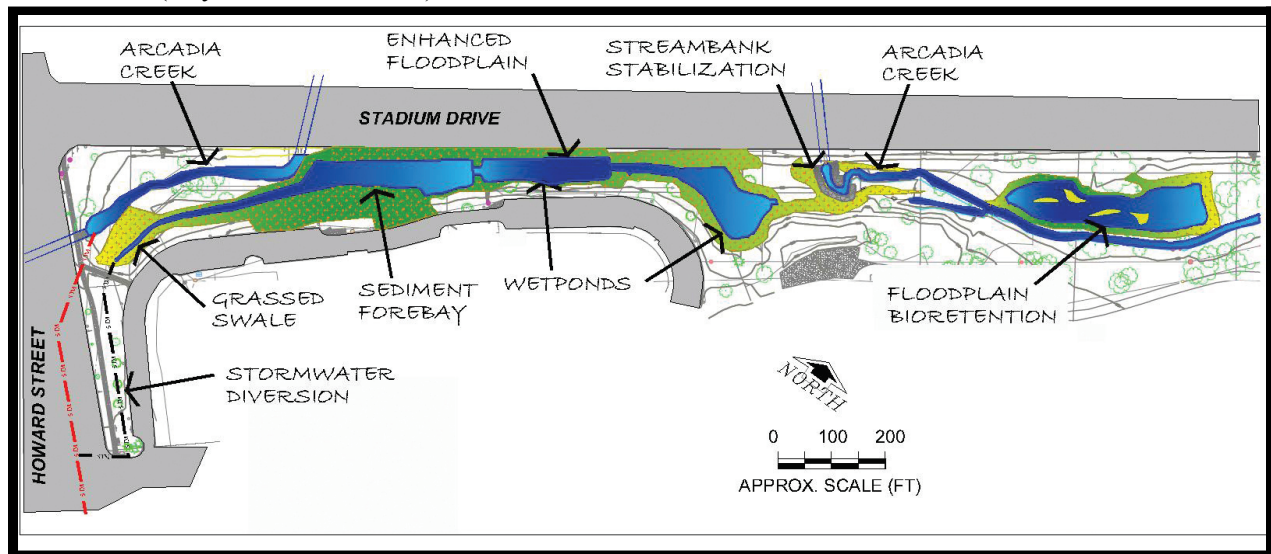 ARCADIA
CREEK
ENHANCED
FLOODPLAIN
STREAMBANK
STABILIZATION
ARCADIA
CREEK
STADIUM DRIVE
GRASSED
SWALE
SEDIMENT
FOREBAY
WETPONDS
FLOODPLAIN
BIORETENTION
HOWARD STREET
STORMWATER
DIVERSION
NORTH
0 100 200
APPROX. SCALE (FT)